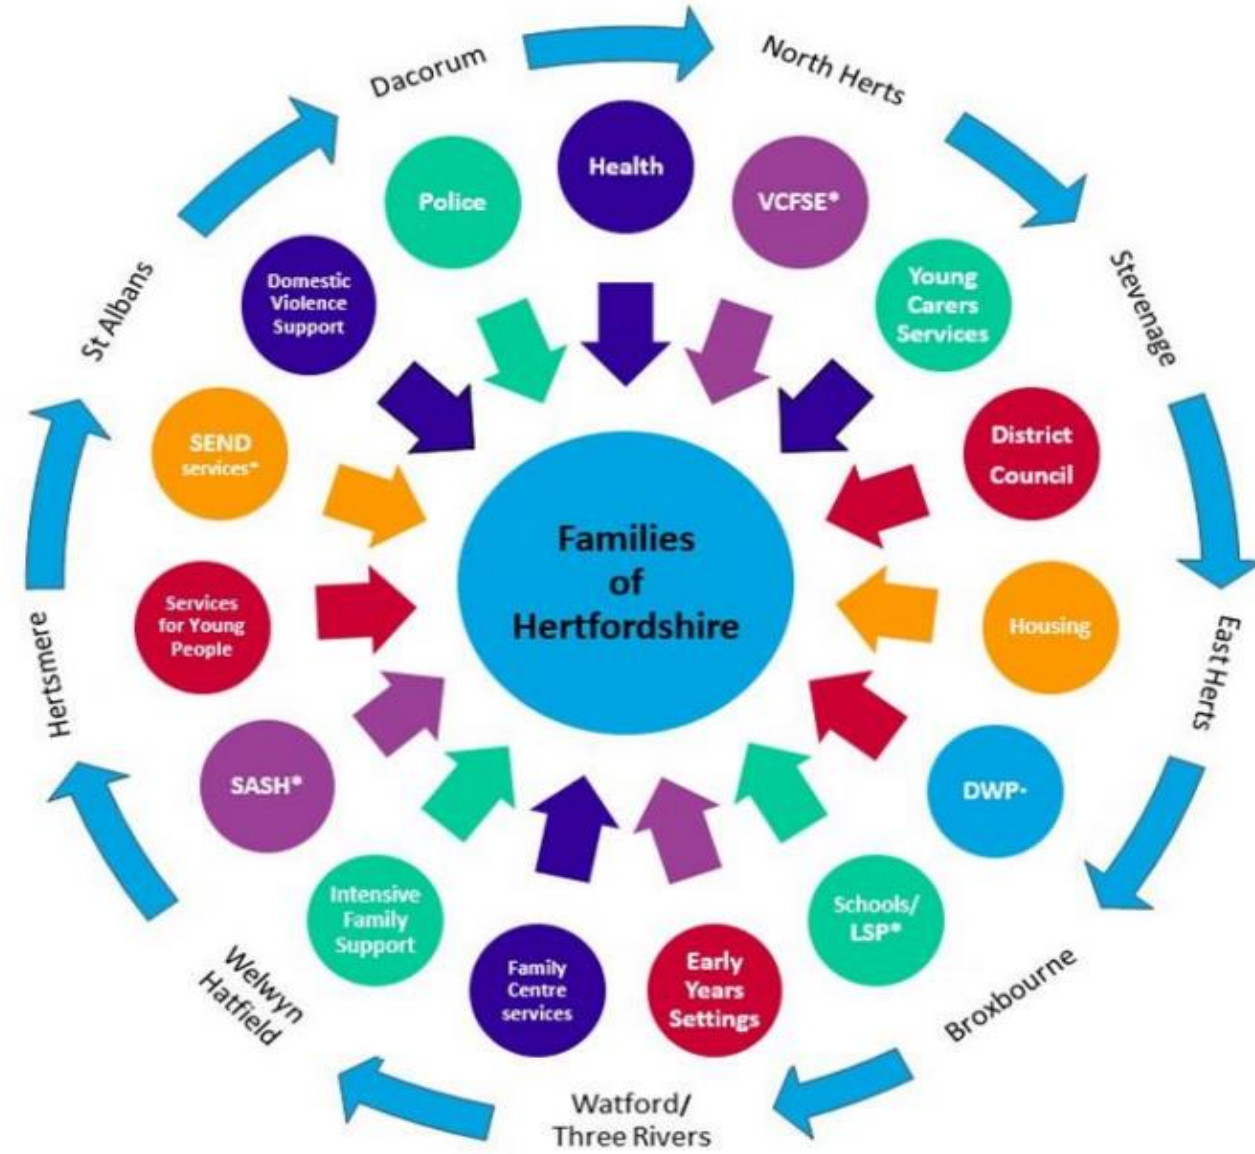 Dacorum
North Herts
Stevenage
East Herts
Broxbourne
Watford/
Three Rivers
Welwyn
Hatfield
Hertsmere
St Albans
Health
VCFSE*
Young
Carers
Services
District
Council
Housing
DWP*
Schools/
LSP*
Early
Years
Settings
Family
Centre
services
Intensive
Family
Support
SASH*
Services
for Young
People
SEND
services*
Domestic
Violence
Support
Police
Families
of
Hertfordshire